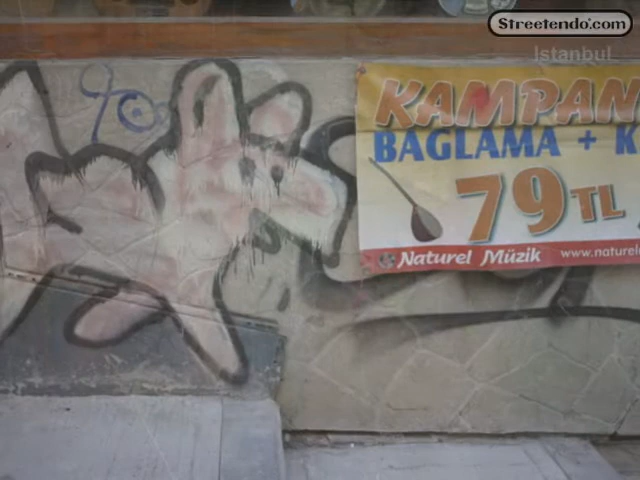 Streetendo.com
Istanbul
KAMPAN
BAGLAMA + K
79 TL
Naturel Müzik www.naturel